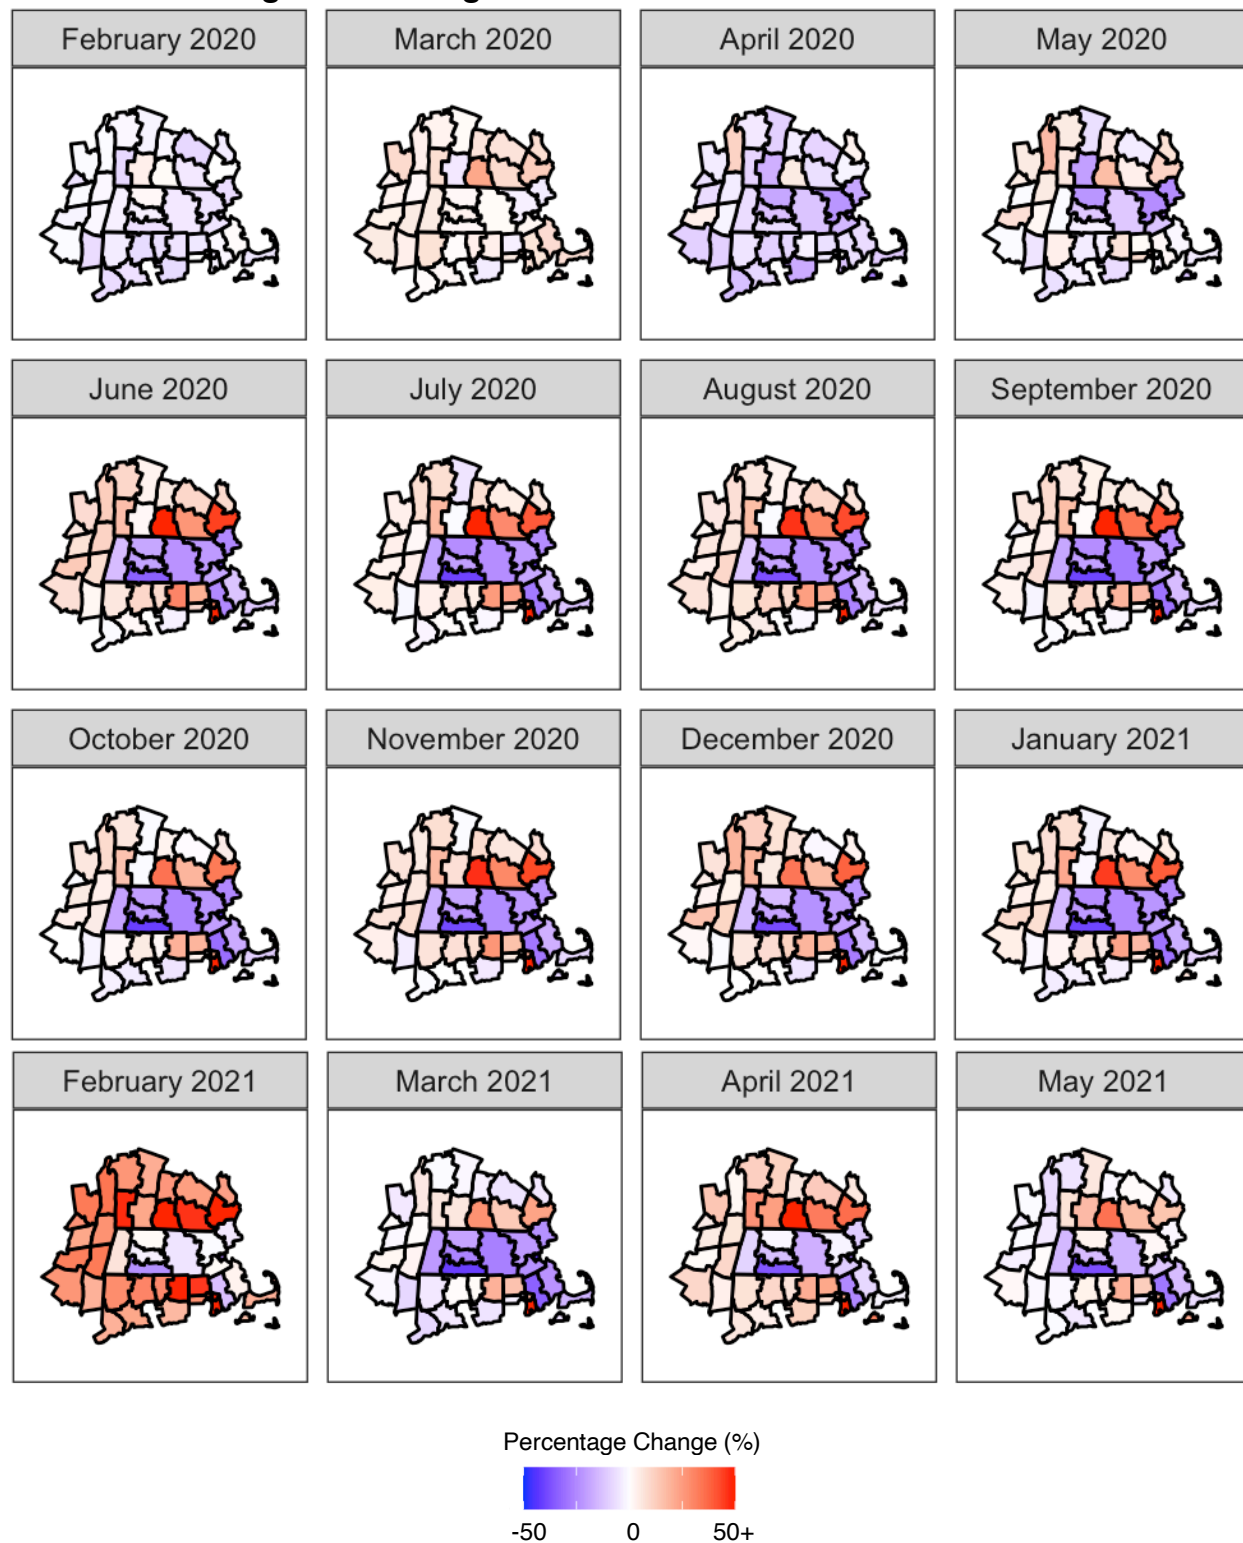 February 2020
March 2020
April 2020
May 2020
June 2020
July 2020
August 2020
September 2020
October 2020
November 2020
December 2020
January 2021
February 2021
March 2021
April 2021
May 2021
Percentage Change (%)
-50 0 50+